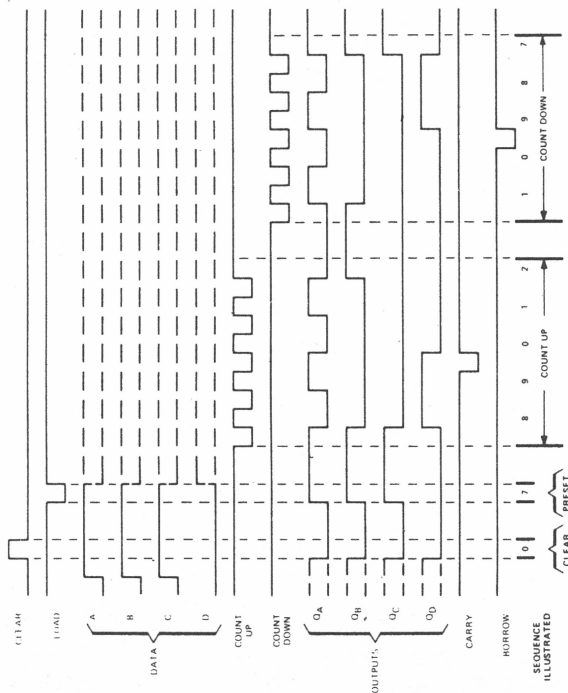 CLEAR
LOAD
DATA
A
B
C
D
COUNT
UP
COUNT
DOWN
OUTPUTS
QA
QB
QC
QD
CARRY
BORROW
SEQUENCE
ILLUSTRATED
0 7 8 9 0 1 2 1 0 9 8 7
CLEAR PRESET COUNT UP COUNT DOWN